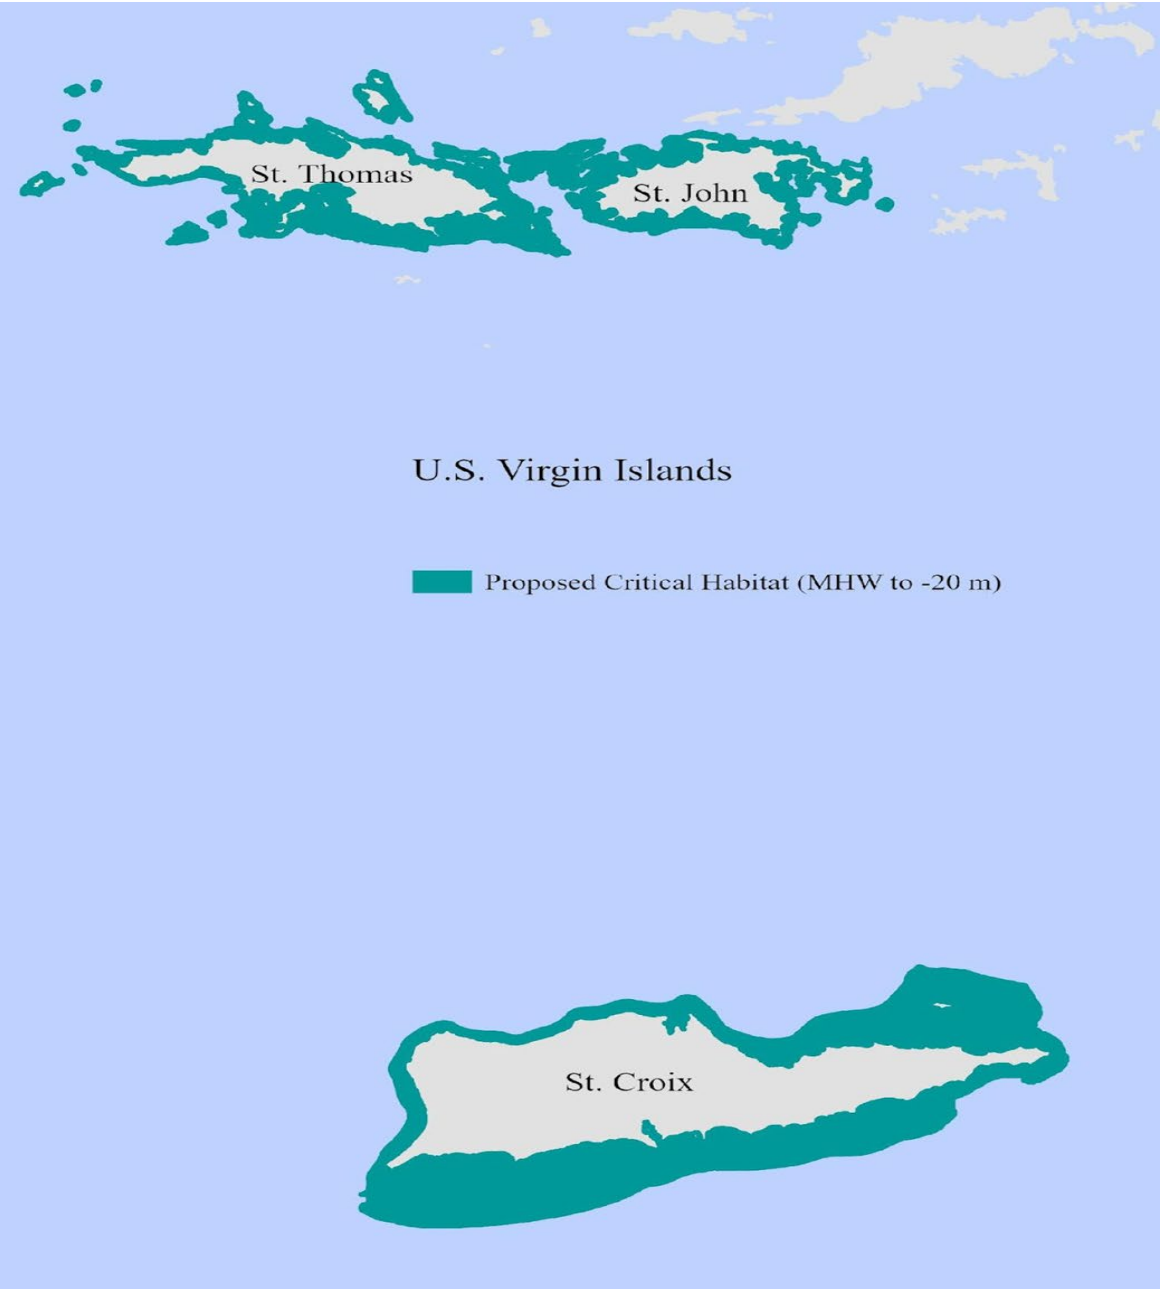 St. Thomas
St. John
U.S. Virgin Islands
Proposed Critical Habitat (MHW to -20 m)
St. Croix